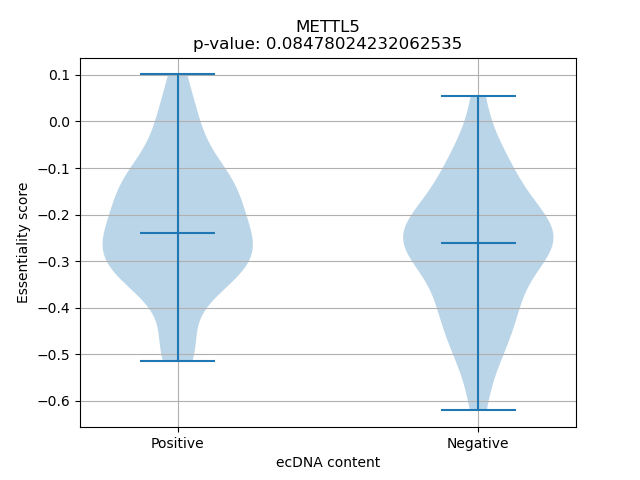 METTL5
p-value: 0.08478024232062535
0.1
0.0
−0.1
−0.2
−0.3
−0.4
−0.5
−0.6
Essentiality score
Positive
Negative
ecDNA content